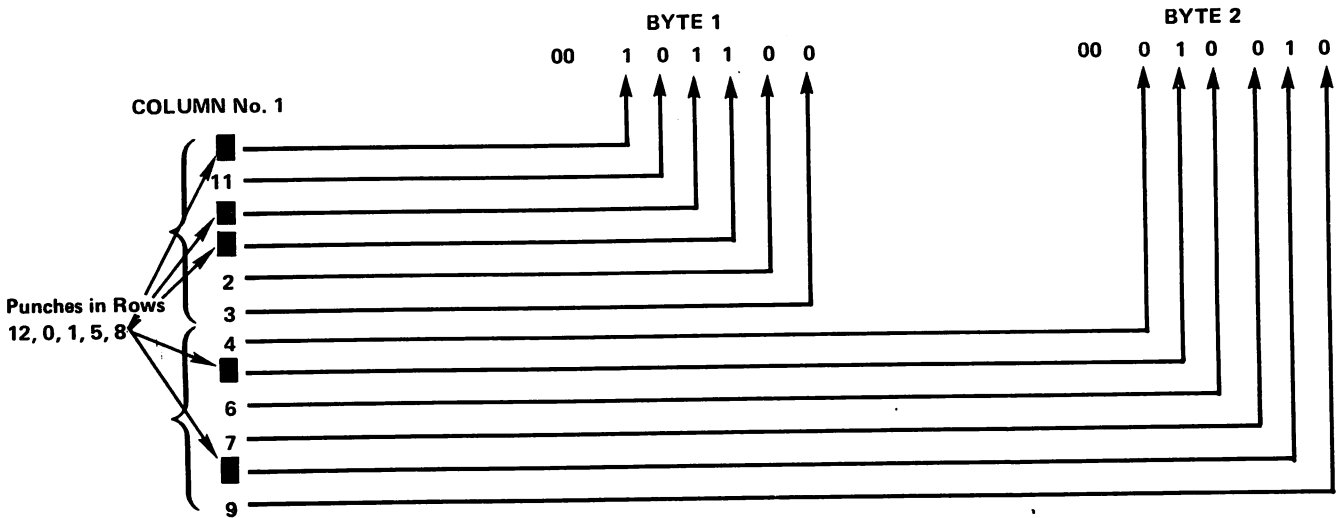 BYTE 1
00 1 0 1 1 0 0
BYTE 2
00 0 1 0 0 1 0
COLUMN No. 1
11
2
3
4
6
7
9
Punches in Rows
12, 0, 1, 5, 8